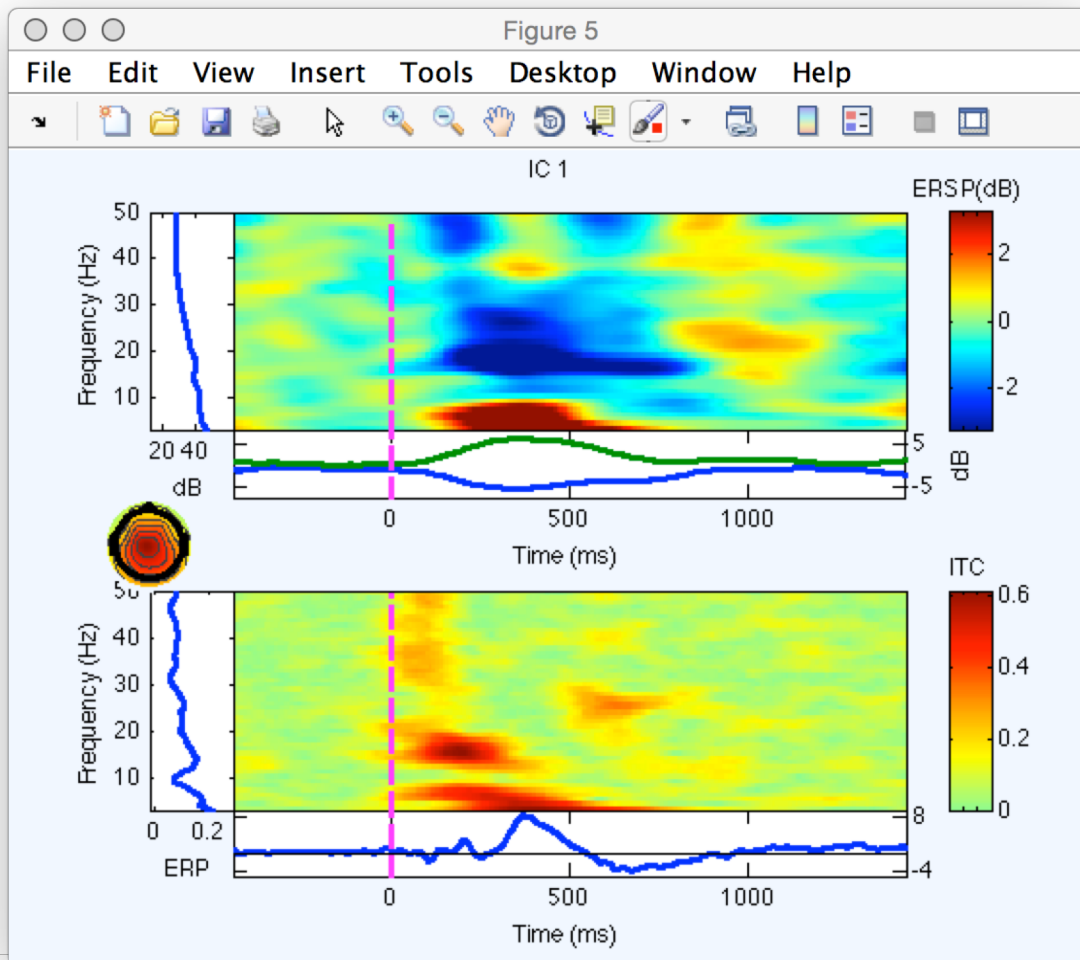 Figure 5
File Edit View Insert Tools Desktop Window Help
IC 1
ERSP(dB)
50
40
30
20
10
Frequency (Hz)
2
0
-2
20 40
dB
5
-5
dB
0 500 1000
Time (ms)
ITC
50
40
30
20
10
Frequency (Hz)
0.6
0.4
0.2
0
0 0.2
ERP
8
-4
0 500 1000
Time (ms)